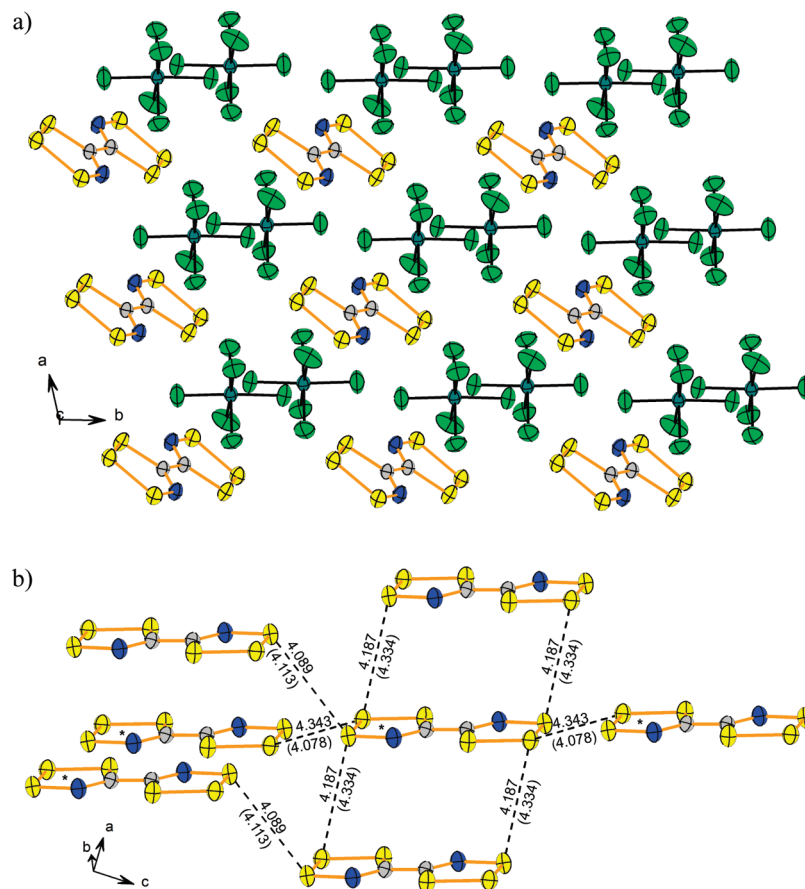 a)
a
c
b
b)
4.089
(4.113)
4.187
(4.334)
4.187
(4.334)
*
4.343
(4.078)
*
4.343
(4.078)
*
*
4.089
(4.113)
4.187
(4.334)
4.187
(4.334)
a
b
c